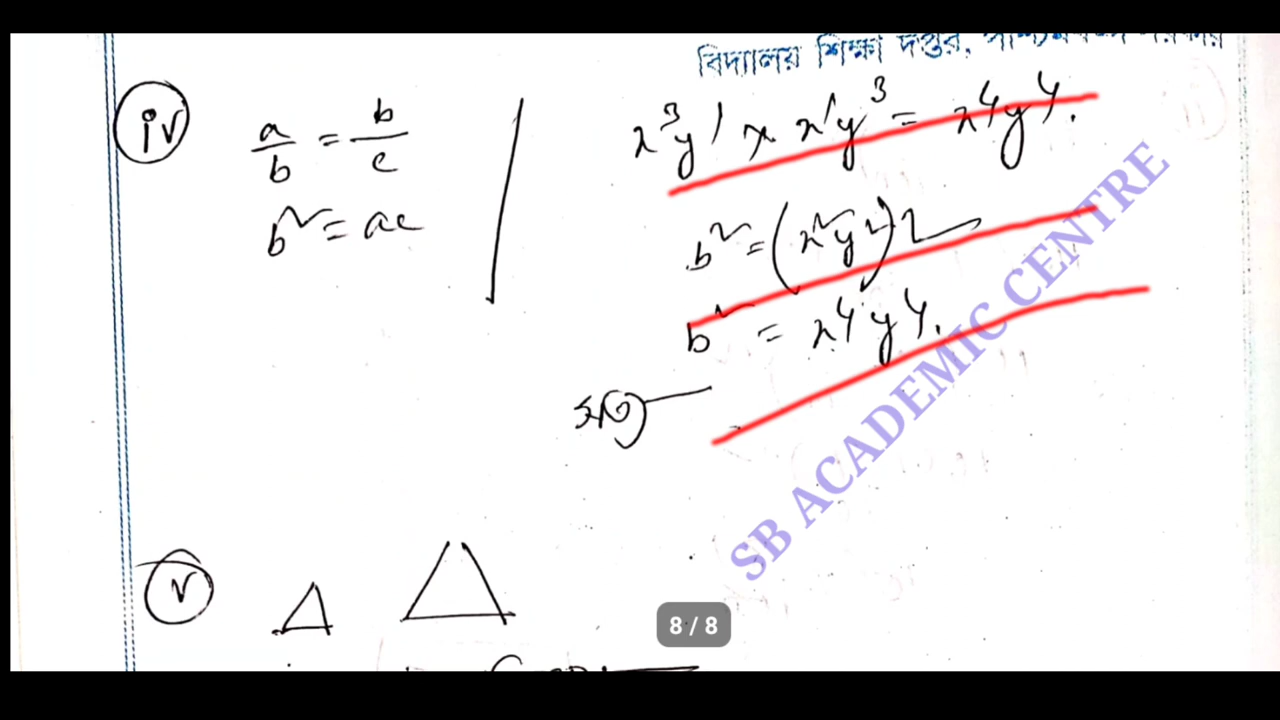 বিদ্যালয় শিক্ষা দপ্তর,
iv
a/b = b/c
b² = ac
x³y¹ × x¹y³ = x⁴y⁴.
b² = (x²y²)²
b² = x⁴y⁴.
সত্য
v
SB ACADEMIC CENTRE
8 / 8